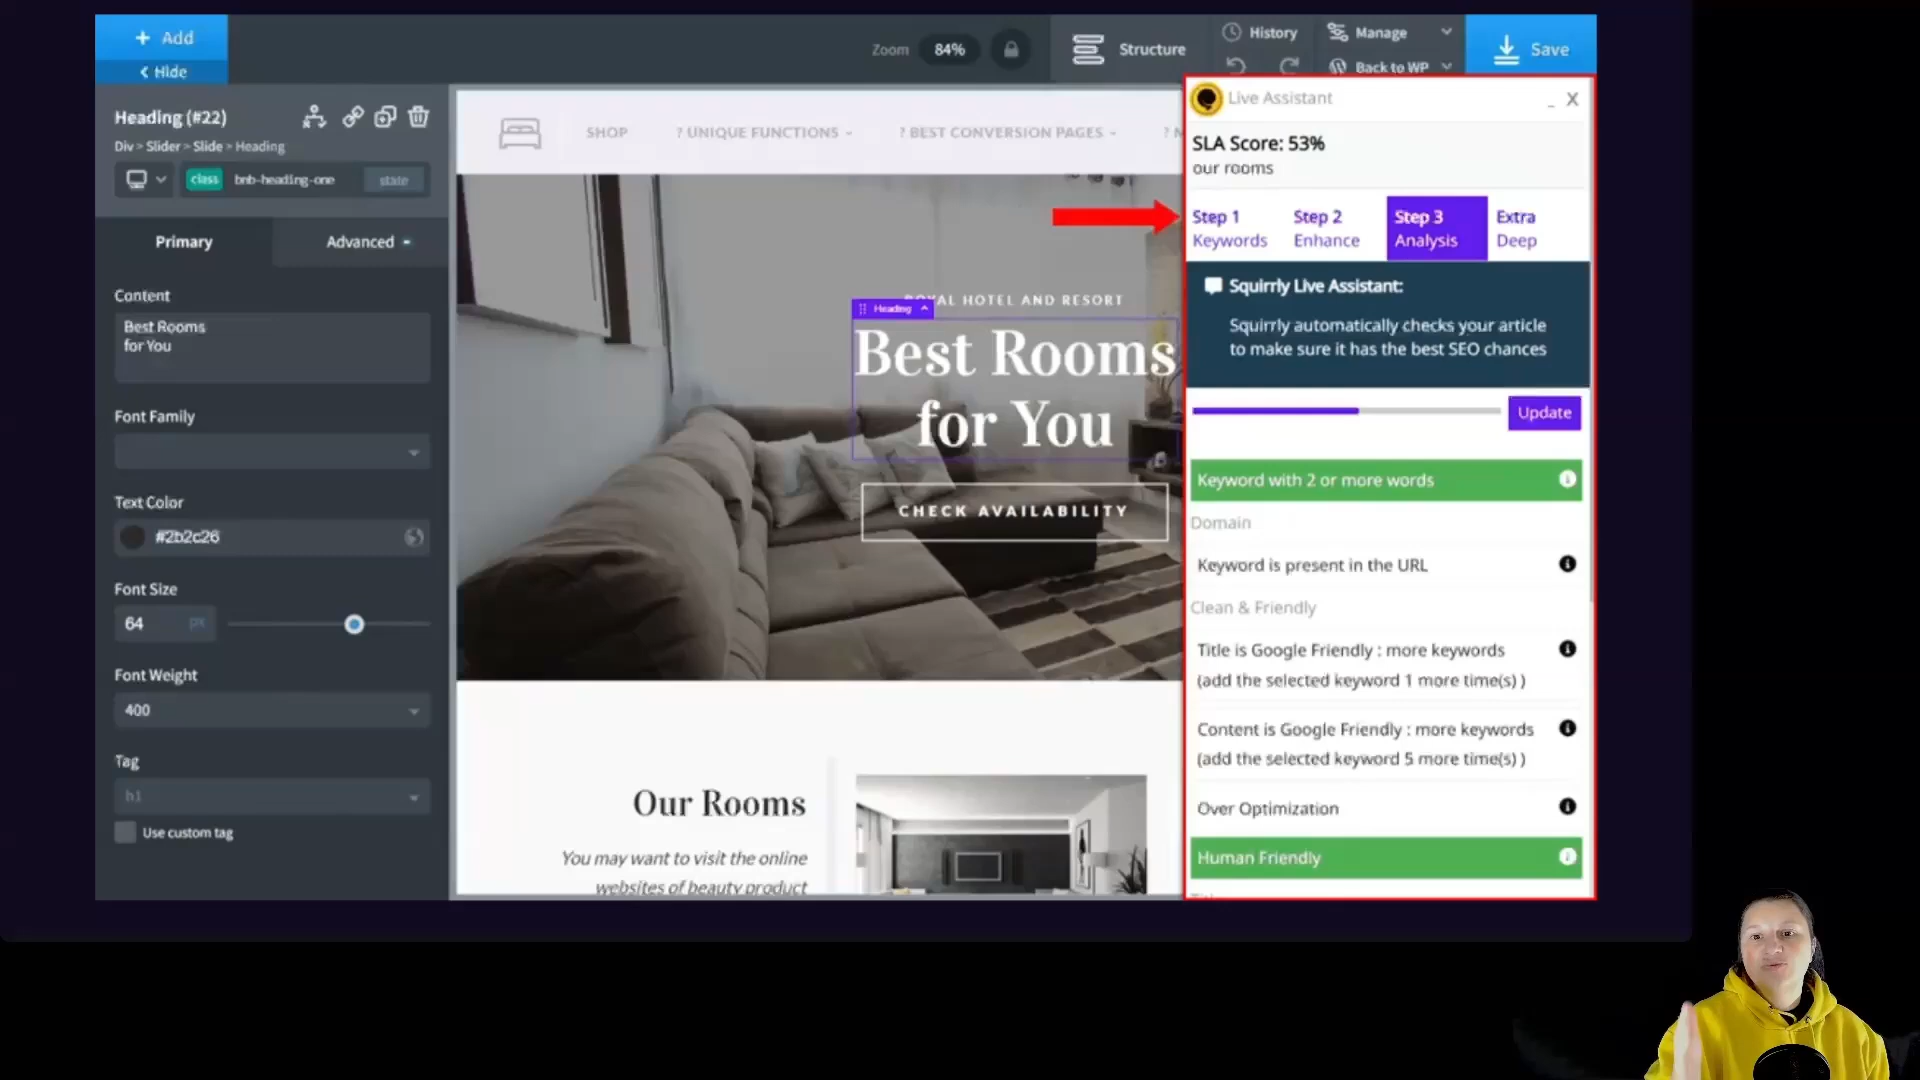 + Add
< Hide
Zoom
84%
Structure
History
Manage
Back to WP
Save
Heading (#22)
Div > Slider > Slide > Heading
class
bnb-heading-one
state
Primary
Advanced
Content
Best Rooms
for You
Font Family
Text Color
#2b2c26
Font Size
64
px
Font Weight
400
Tag
h1
Use custom tag
SHOP
? UNIQUE FUNCTIONS
? BEST CONVERSION PAGES
?
ROYAL HOTEL AND RESORT
Heading
Best Rooms
for You
CHECK AVAILABILITY
Our Rooms
You may want to visit the online
websites of beauty product
Live Assistant
_ X
SLA Score: 53%
our rooms
Step 1
Keywords
Step 2
Enhance
Step 3
Analysis
Extra
Deep
Squirrly Live Assistant:
Squirrly automatically checks your article
to make sure it has the best SEO chances
Update
Keyword with 2 or more words
Domain
Keyword is present in the URL
Clean & Friendly
Title is Google Friendly : more keywords
(add the selected keyword 1 more time(s) )
Content is Google Friendly : more keywords
(add the selected keyword 5 more time(s) )
Over Optimization
Human Friendly